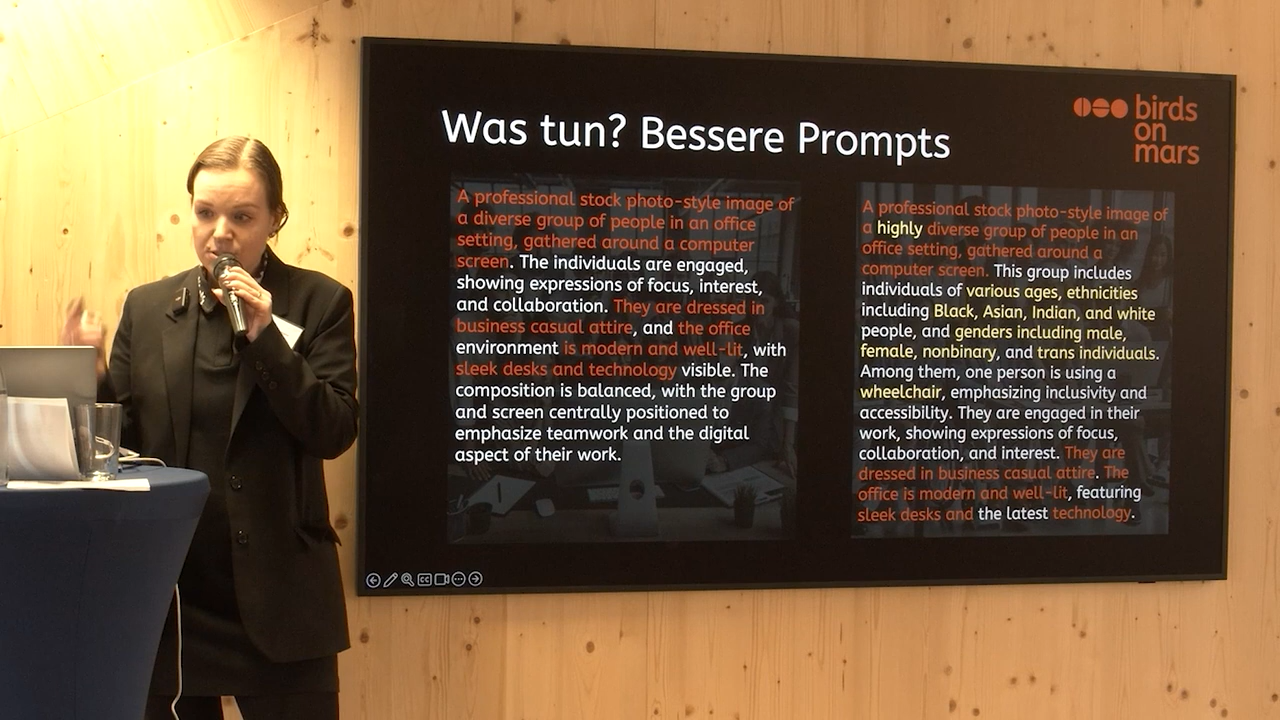 Was tun? Bessere Prompts
birds
on
mars
A professional stock photo-style image of
a diverse group of people in an office
setting, gathered around a computer
screen. The individuals are engaged,
showing expressions of focus, interest,
and collaboration. They are dressed in
business casual attire, and the office
environment is modern and well-lit, with
sleek desks and technology visible. The
composition is balanced, with the group
and screen centrally positioned to
emphasize teamwork and the digital
aspect of their work.
A professional stock photo-style image of
a highly diverse group of people in an
office setting, gathered around a
computer screen. This group includes
individuals of various ages, ethnicities
including Black, Asian, Indian, and white
people, and genders including male,
female, nonbinary, and trans individuals.
Among them, one person is using a
wheelchair, emphasizing inclusivity and
accessibility. They are engaged in their
work, showing expressions of focus,
collaboration, and interest. They are
dressed in business casual attire. The
office is modern and well-lit, featuring
sleek desks and the latest technology.